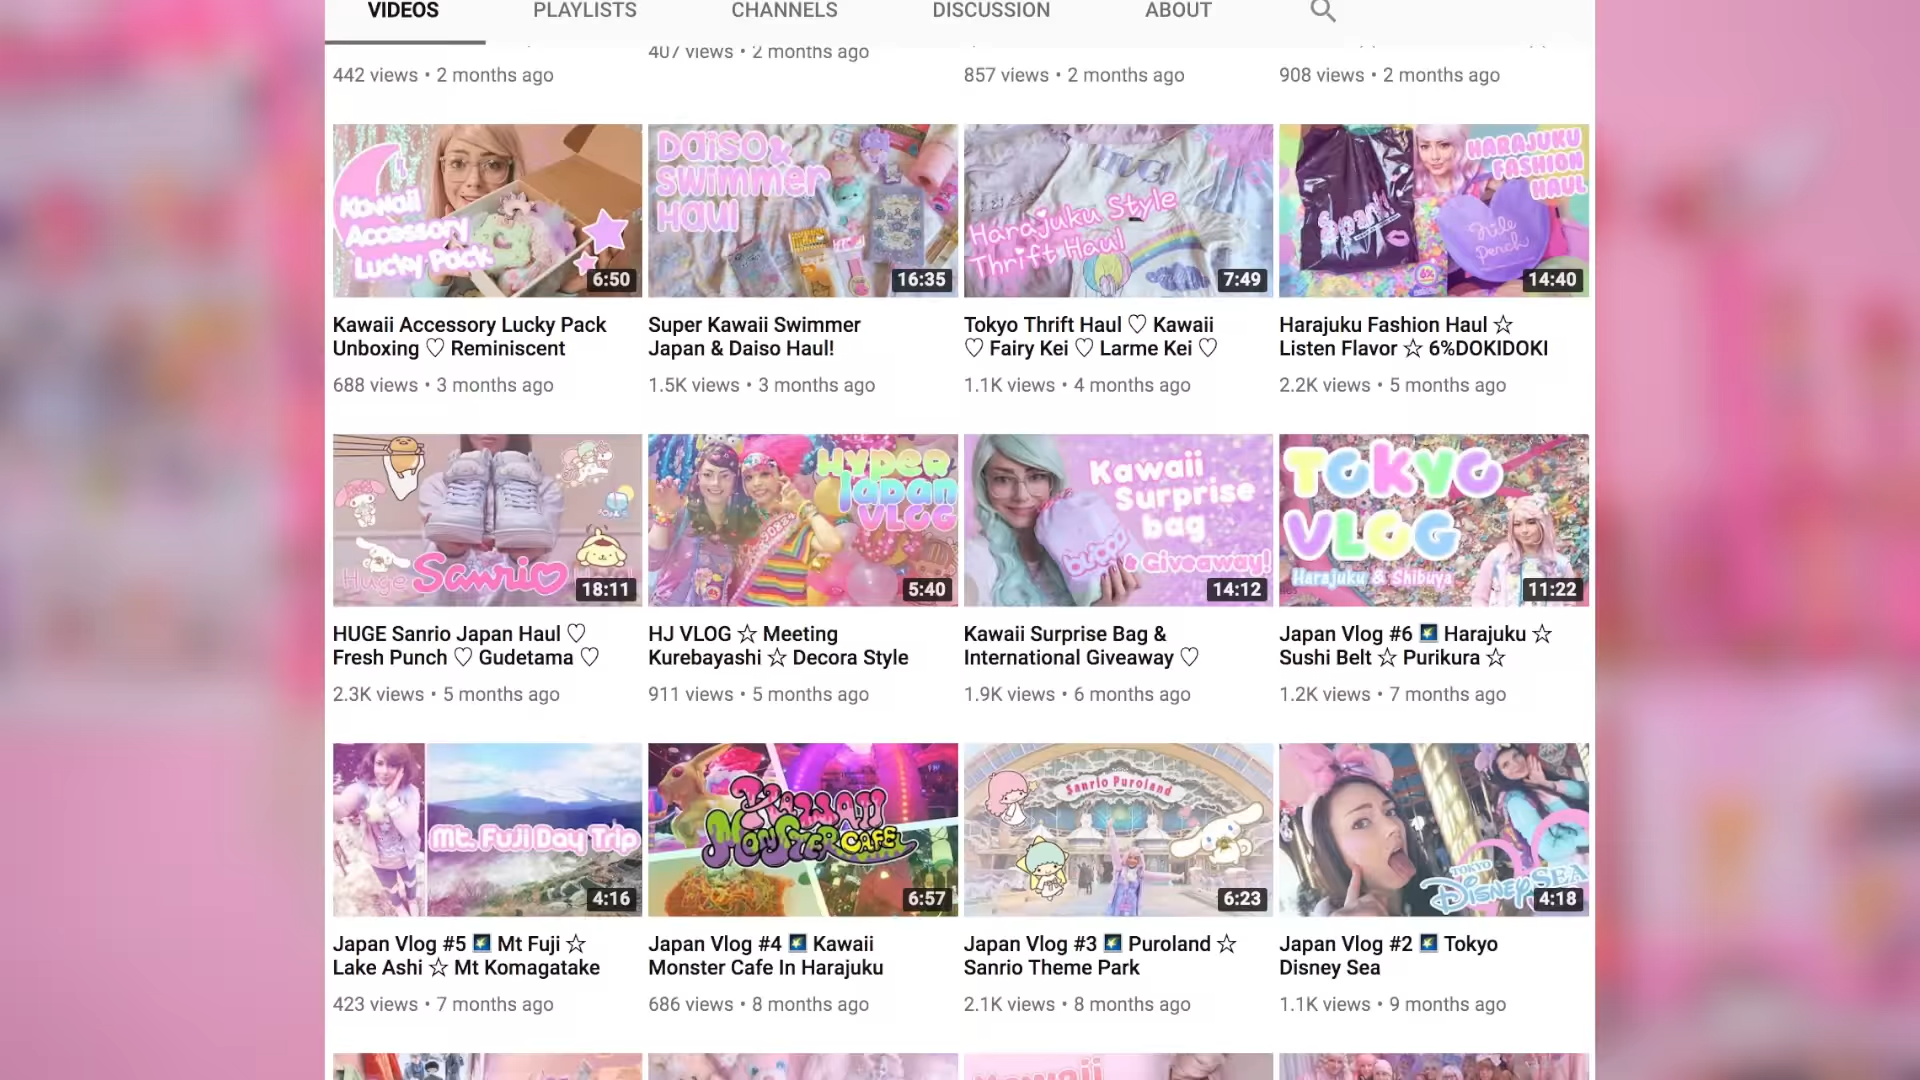 VIDEOS PLAYLISTS CHANNELS DISCUSSION ABOUT
407 views • 2 months ago
442 views • 2 months ago
857 views • 2 months ago
908 views • 2 months ago
Kawaii
Accessory
Lucky Pack
6:50
Daiso &
Swimmer
Haul
16:35
Harajuku Style
Thrift Haul
7:49
HARAJUKU
FASHION
HAUL
Spank!
Nile
Perch
14:40
Kawaii Accessory Lucky Pack
Unboxing ♡ Reminiscent
688 views • 3 months ago
Super Kawaii Swimmer
Japan & Daiso Haul!
1.5K views • 3 months ago
Tokyo Thrift Haul ♡ Kawaii
♡ Fairy Kei ♡ Larme Kei ♡
1.1K views • 4 months ago
Harajuku Fashion Haul ☆
Listen Flavor ☆ 6%DOKIDOKI
2.2K views • 5 months ago
Huge Sanrio
18:11
Hyper
Japan
VLOG
5:40
Kawaii
Surprise
bag
& Giveaway!
14:12
TOKYO
VLOG
Harajuku & Shibuya
11:22
HUGE Sanrio Japan Haul ♡
Fresh Punch ♡ Gudetama ♡
2.3K views • 5 months ago
HJ VLOG ☆ Meeting
Kurebayashi ☆ Decora Style
911 views • 5 months ago
Kawaii Surprise Bag &
International Giveaway ♡
1.9K views • 6 months ago
Japan Vlog #6 🌠 Harajuku ☆
Sushi Belt ☆ Purikura ☆
1.2K views • 7 months ago
Mt. Fuji Day Trip
4:16
KAWAII
MONSTER CAFE
6:57
Sanrio Puroland
6:23
TOKYO
DISNEY SEA
4:18
Japan Vlog #5 🌠 Mt Fuji ☆
Lake Ashi ☆ Mt Komagatake
423 views • 7 months ago
Japan Vlog #4 🌠 Kawaii
Monster Cafe In Harajuku
686 views • 8 months ago
Japan Vlog #3 🌠 Puroland ☆
Sanrio Theme Park
2.1K views • 8 months ago
Japan Vlog #2 🌠 Tokyo
Disney Sea
1.1K views • 9 months ago
Kawaii